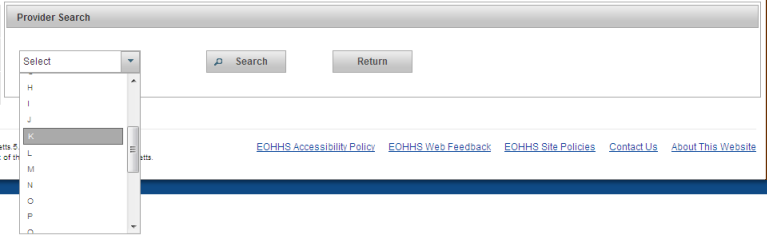 Provider Search
Select
Search
Return
H
I
J
K
L
M
N
O
P
EOHHS Accessibility Policy
EOHHS Web Feedback
EOHHS Site Policies
Contact Us
About This Website